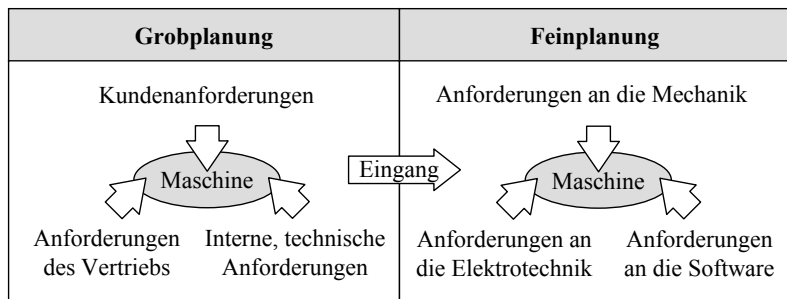 Grobplanung
Feinplanung
Kundenanforderungen
Anforderungen an die Mechanik
Maschine
Eingang
Maschine
Anforderungen
des Vertriebs
Interne, technische
Anforderungen
Anforderungen an
die Elektrotechnik
Anforderungen
an die Software